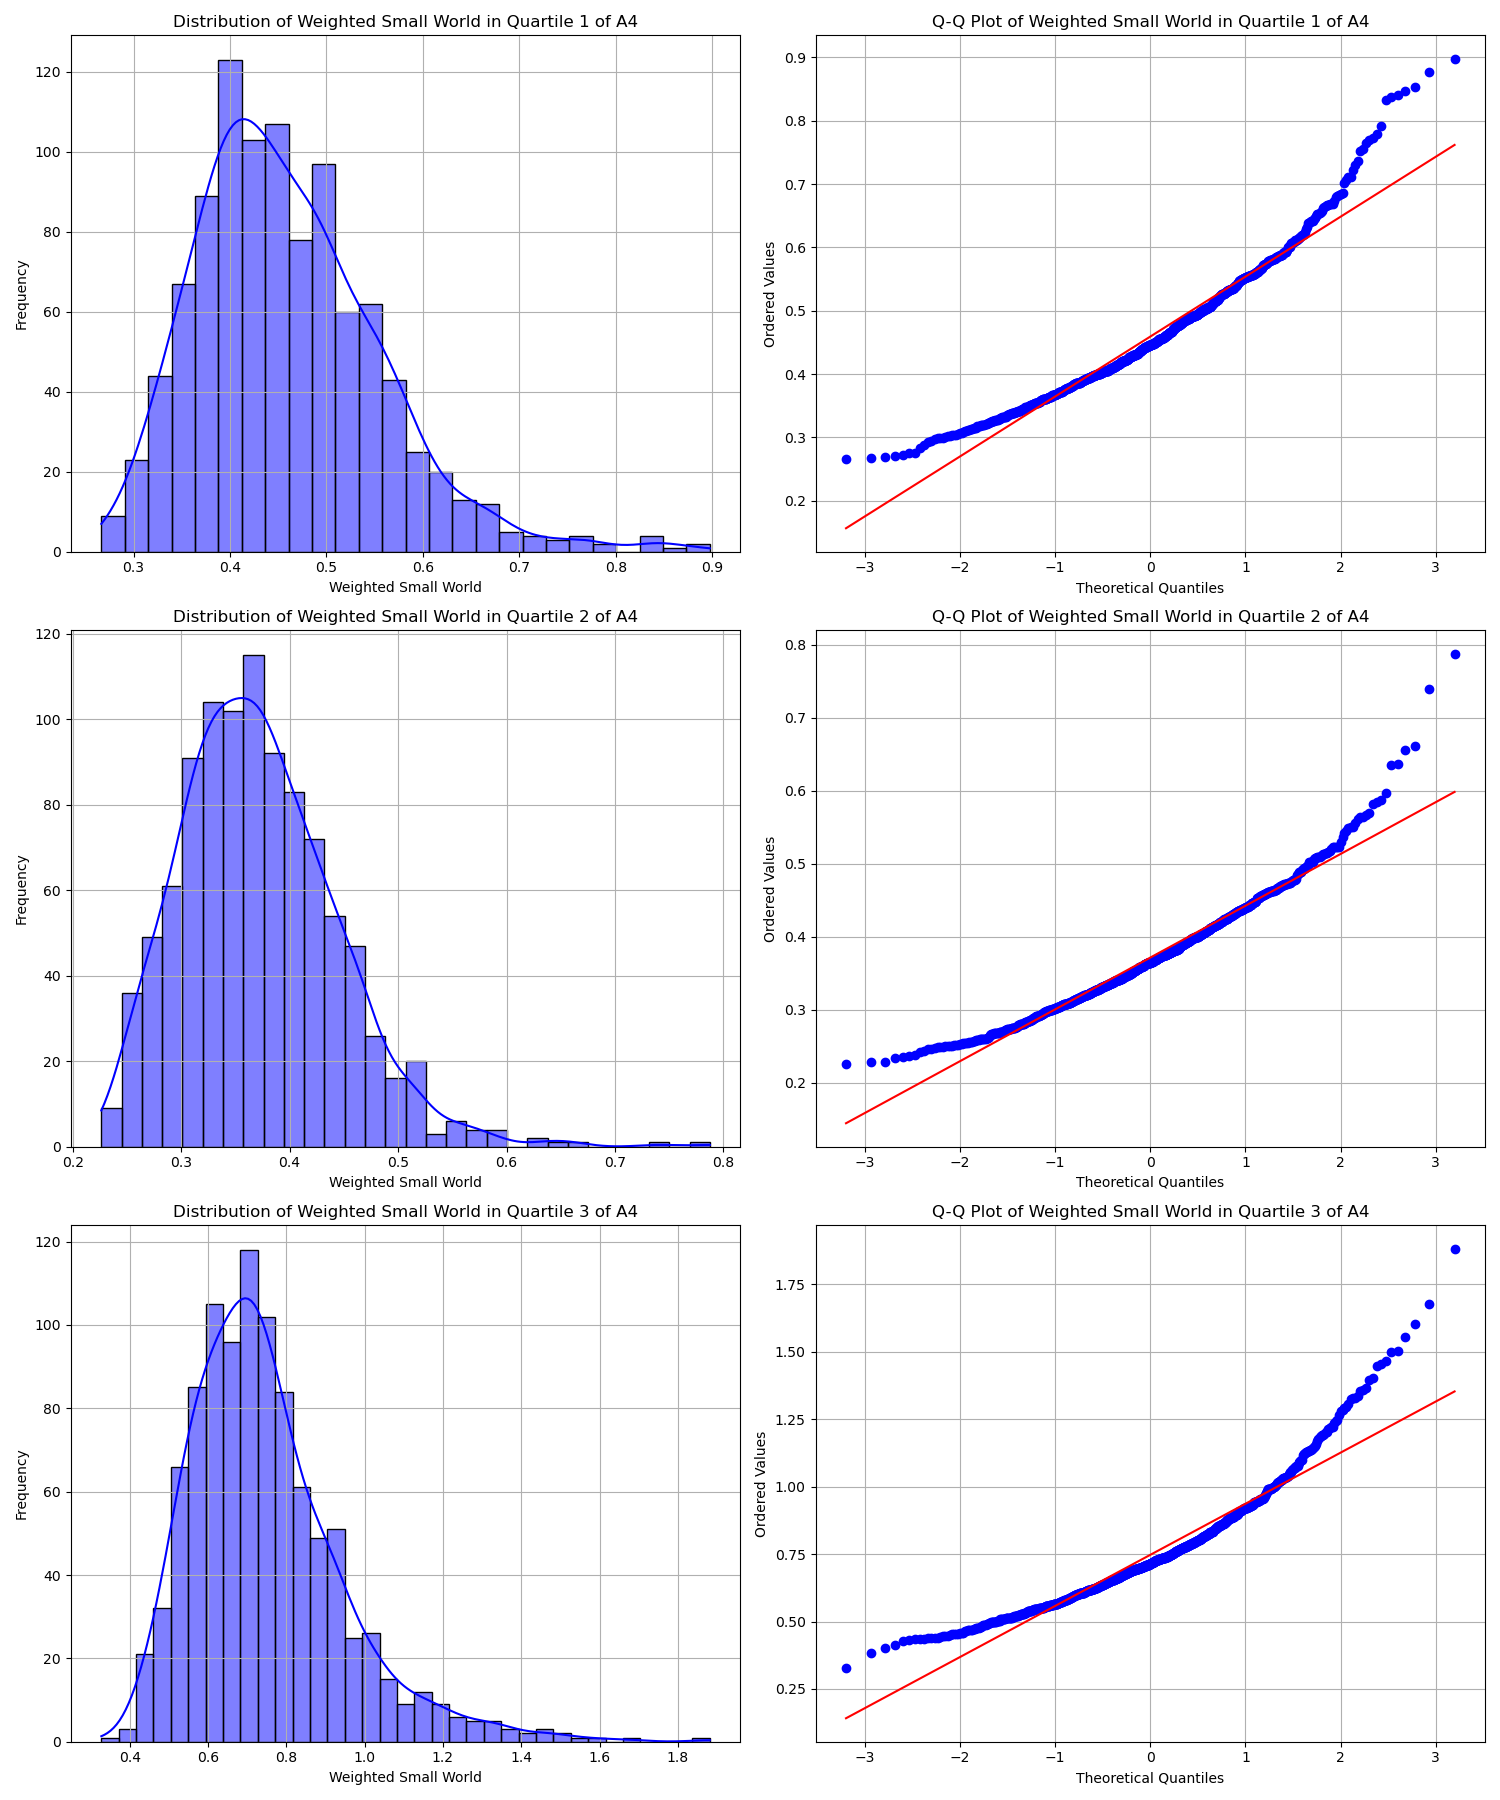 Distribution of Weighted Small World in Quartile 1 of A4
120
100
80
60
40
20
0
Frequency
0.3 0.4 0.5 0.6 0.7 0.8 0.9
Weighted Small World
Q-Q Plot of Weighted Small World in Quartile 1 of A4
0.9
0.8
0.7
0.6
0.5
0.4
0.3
0.2
Ordered Values
−3 −2 −1 0 1 2 3
Theoretical Quantiles
Distribution of Weighted Small World in Quartile 2 of A4
120
100
80
60
40
20
0
Frequency
0.2 0.3 0.4 0.5 0.6 0.7 0.8
Weighted Small World
Q-Q Plot of Weighted Small World in Quartile 2 of A4
0.8
0.7
0.6
0.5
0.4
0.3
0.2
Ordered Values
−3 −2 −1 0 1 2 3
Theoretical Quantiles
Distribution of Weighted Small World in Quartile 3 of A4
120
100
80
60
40
20
0
Frequency
0.4 0.6 0.8 1.0 1.2 1.4 1.6 1.8
Weighted Small World
Q-Q Plot of Weighted Small World in Quartile 3 of A4
1.75
1.50
1.25
1.00
0.75
0.50
0.25
Ordered Values
−3 −2 −1 0 1 2 3
Theoretical Quantiles